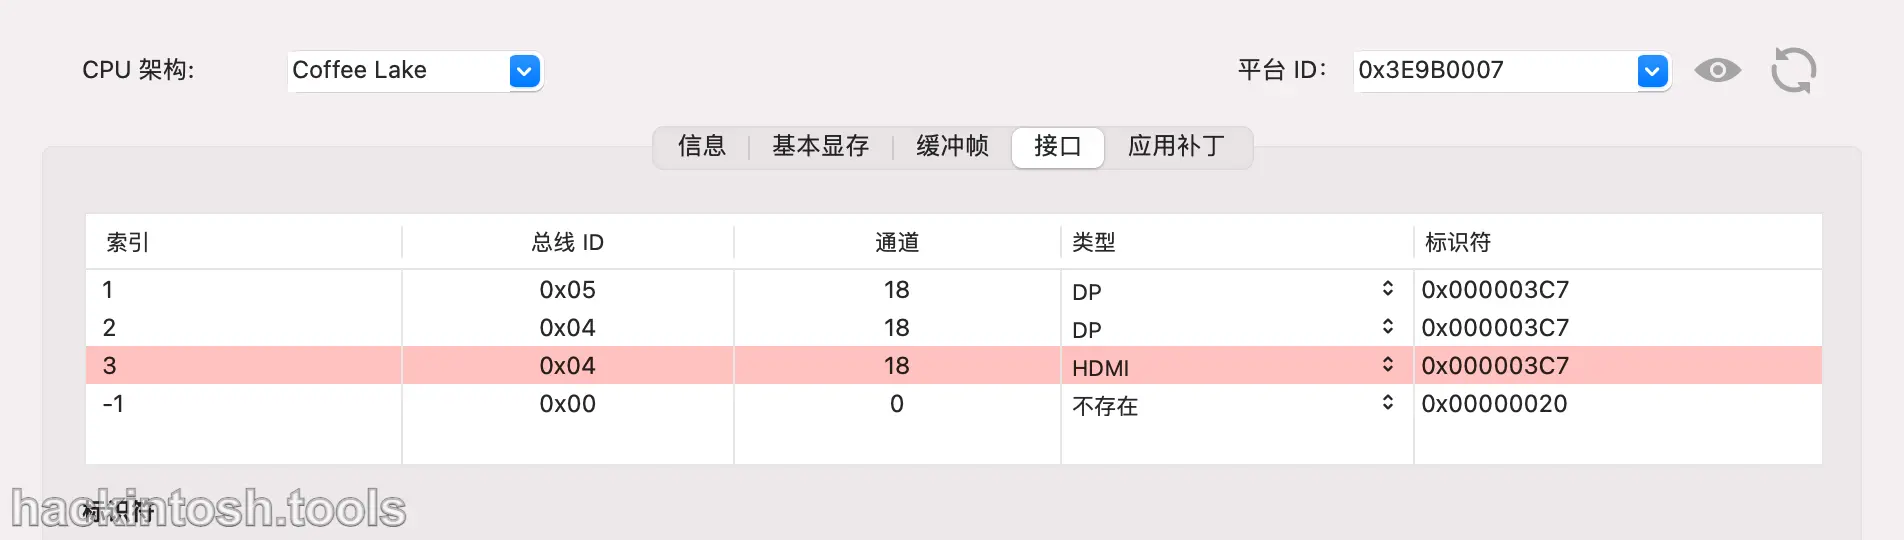 CPU 架构: Coffee Lake 平台 ID: 0x3E9B0007
信息 基本显存 缓冲帧 接口 应用补丁
索引 总线 ID 通道 类型 标识符
1 0x05 18 DP 0x000003C7
2 0x04 18 DP 0x000003C7
3 0x04 18 HDMI 0x000003C7
-1 0x00 0 不存在 0x00000020
标识符
hackintosh.tools